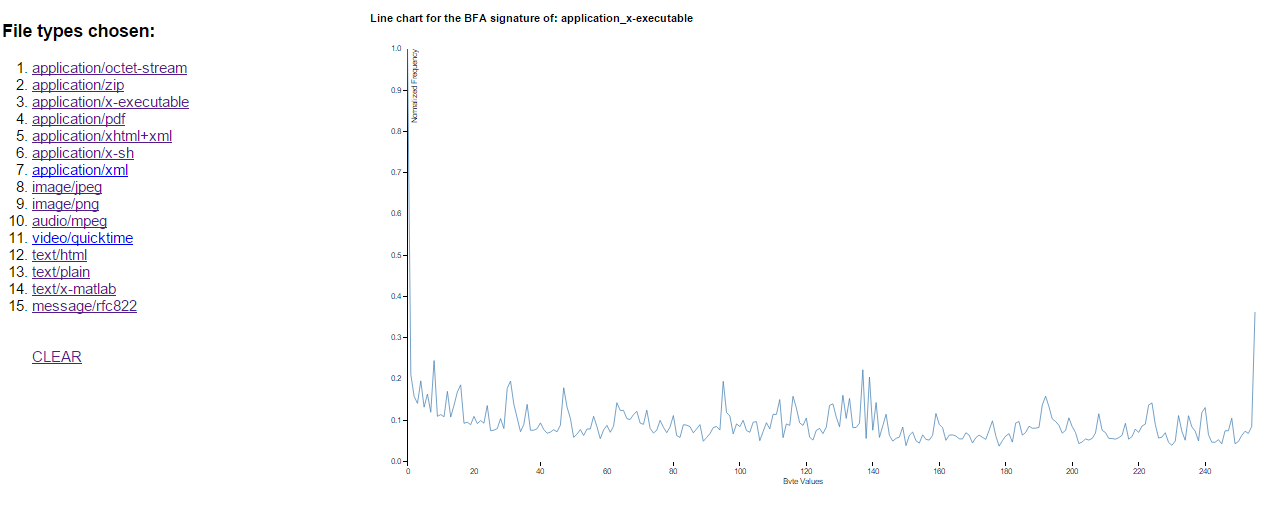 File types chosen:
1. application/octet-stream
2. application/zip
3. application/x-executable
4. application/pdf
5. application/xhtml+xml
6. application/x-sh
7. application/xml
8. image/jpeg
9. image/png
10. audio/mpeg
11. video/quicktime
12. text/html
13. text/plain
14. text/x-matlab
15. message/rfc822
CLEAR
Line chart for the BFA signature of: application_x-executable
Normalized Frequency
1.0
0.9
0.8
0.7
0.6
0.5
0.4
0.3
0.2
0.1
0.0
0 20 40 60 80 100 120 140 160 180 200 220 240
Byte Values